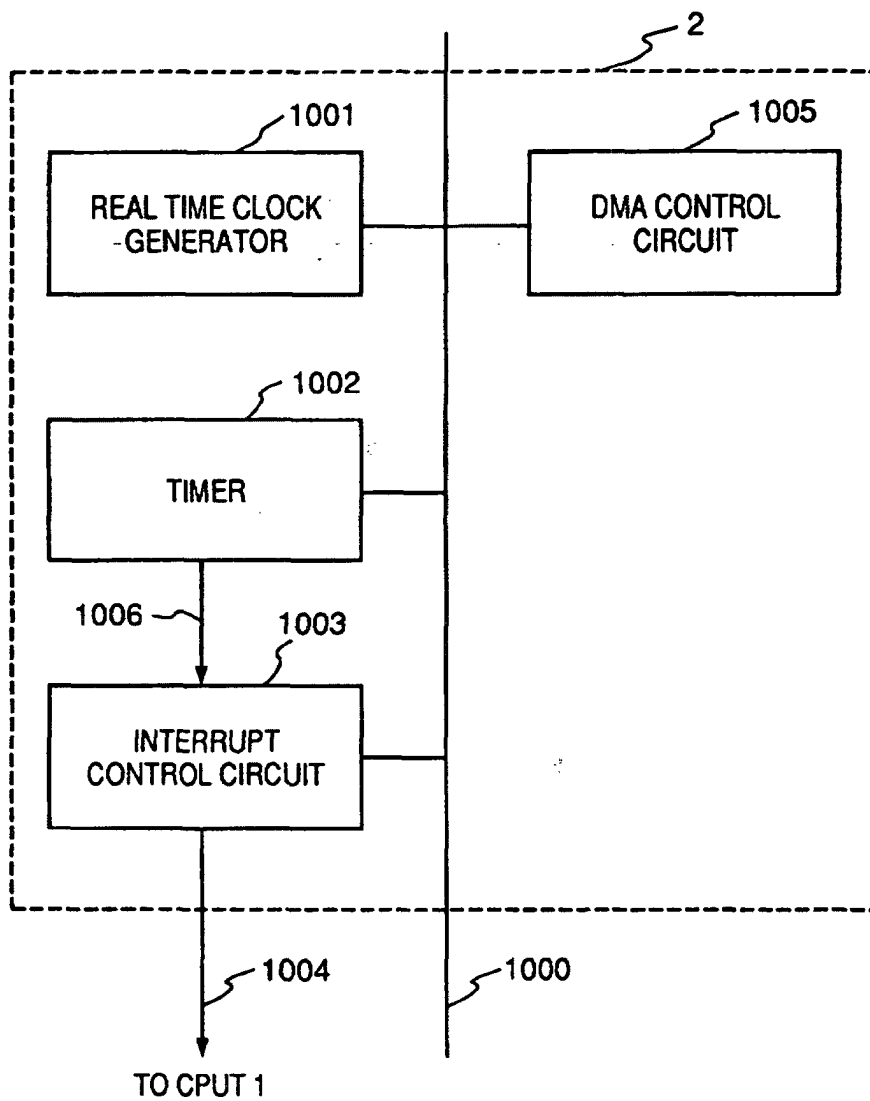 2
1001
REAL TIME CLOCK
GENERATOR
1005
DMA CONTROL
CIRCUIT
1002
TIMER
1006
1003
INTERRUPT
CONTROL CIRCUIT
1004
1000
TO CPUT 1